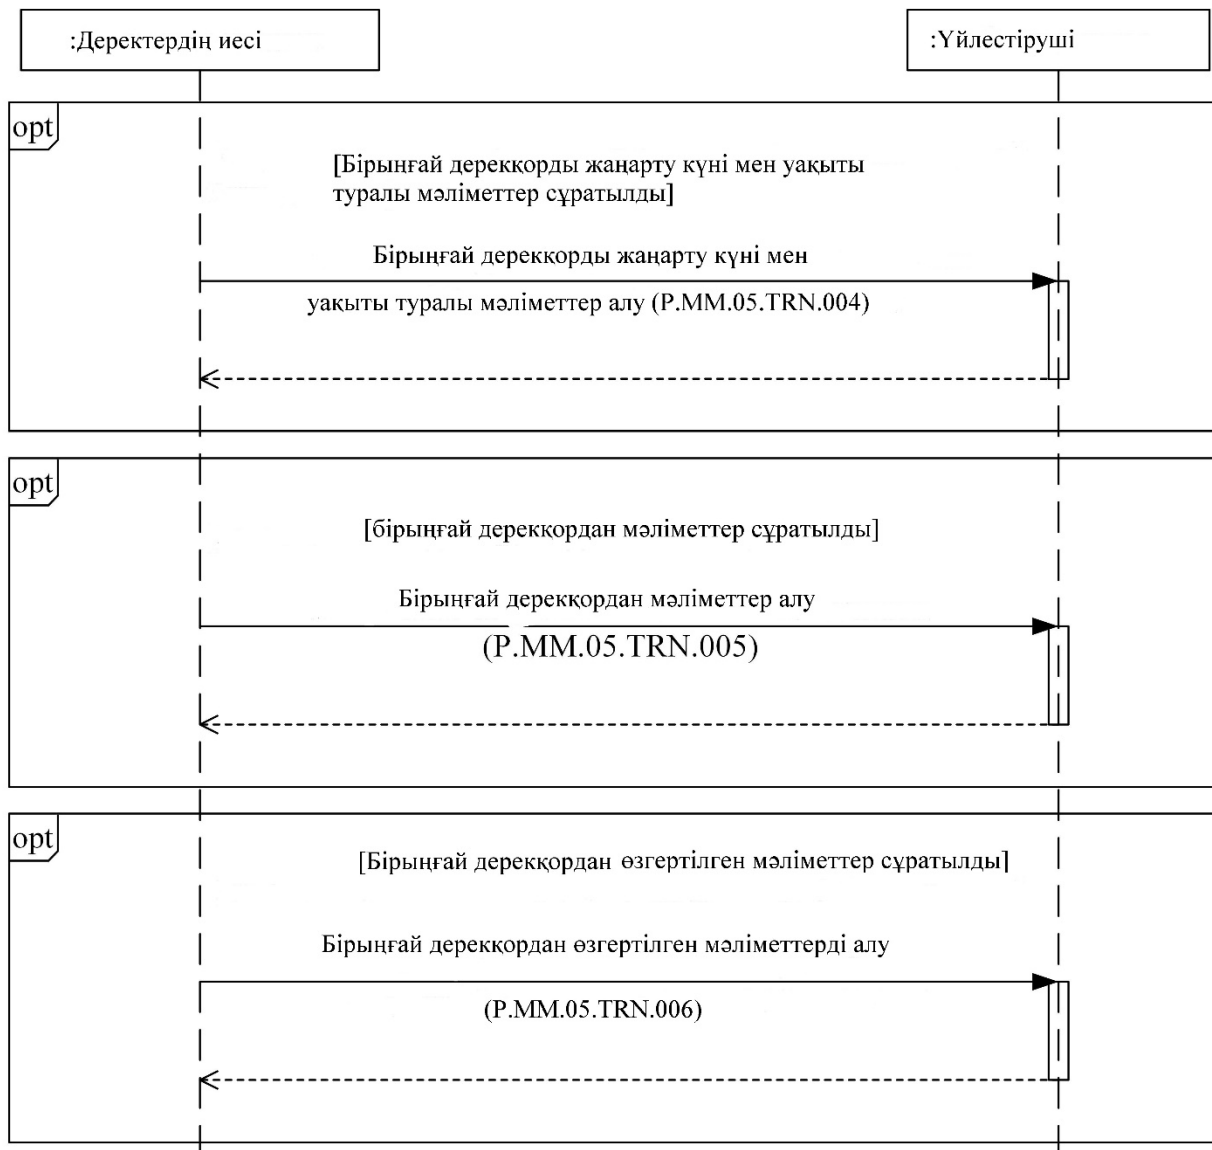 :Деректердің иесі
:Үйлестіруші
opt
[Бірыңғай дерекқорды жаңарту күні мен уақыты
туралы мәліметтер сұратылды]
Бірыңғай дерекқорды жаңарту күні мен
уақыты туралы мәліметтер алу (P.MM.05.TRN.004)
opt
[бірыңғай дерекқордан мәліметтер сұратылды]
Бірыңғай дерекқордан мәліметтер алу
(P.MM.05.TRN.005)
opt
[Бірыңғай дерекқордан өзгертілген мәліметтер сұратылды]
Бірыңғай дерекқордан өзгертілген мәліметтерді алу
(P.MM.05.TRN.006)